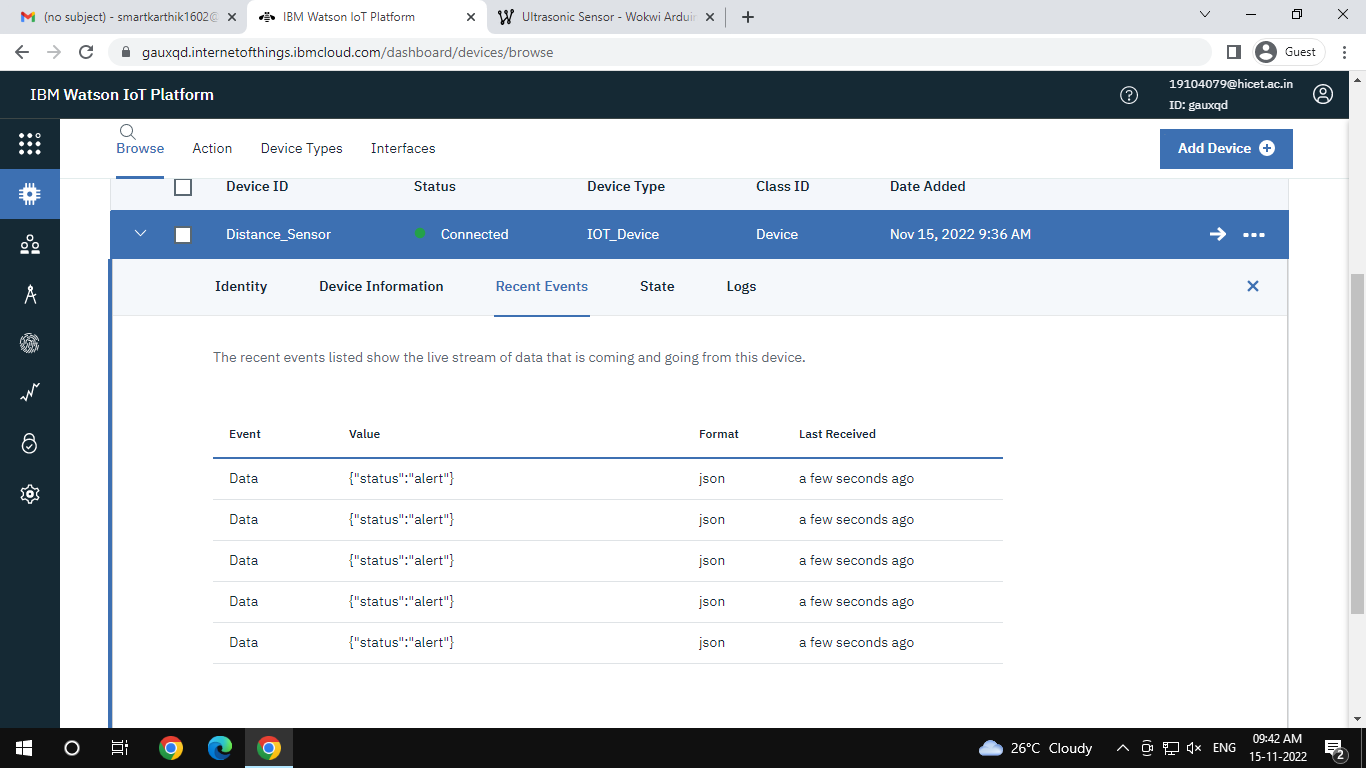 (no subject) - smartkarthik1602@
IBM Watson IoT Platform
Ultrasonic Sensor - Wokwi Ardui
gauxqd.internetofthings.ibmcloud.com/dashboard/devices/browse
Guest
IBM Watson IoT Platform
19104079@hicet.ac.in
ID: gauxqd
Browse Action Device Types Interfaces
Add Device
Device ID Status Device Type Class ID Date Added
Distance_Sensor Connected IOT_Device Device Nov 15, 2022 9:36 AM
Identity Device Information Recent Events State Logs
The recent events listed show the live stream of data that is coming and going from this device.
Event Value Format Last Received
Data {"status":"alert"} json a few seconds ago
Data {"status":"alert"} json a few seconds ago
Data {"status":"alert"} json a few seconds ago
Data {"status":"alert"} json a few seconds ago
Data {"status":"alert"} json a few seconds ago
26°C Cloudy
ENG
09:42 AM
15-11-2022
2